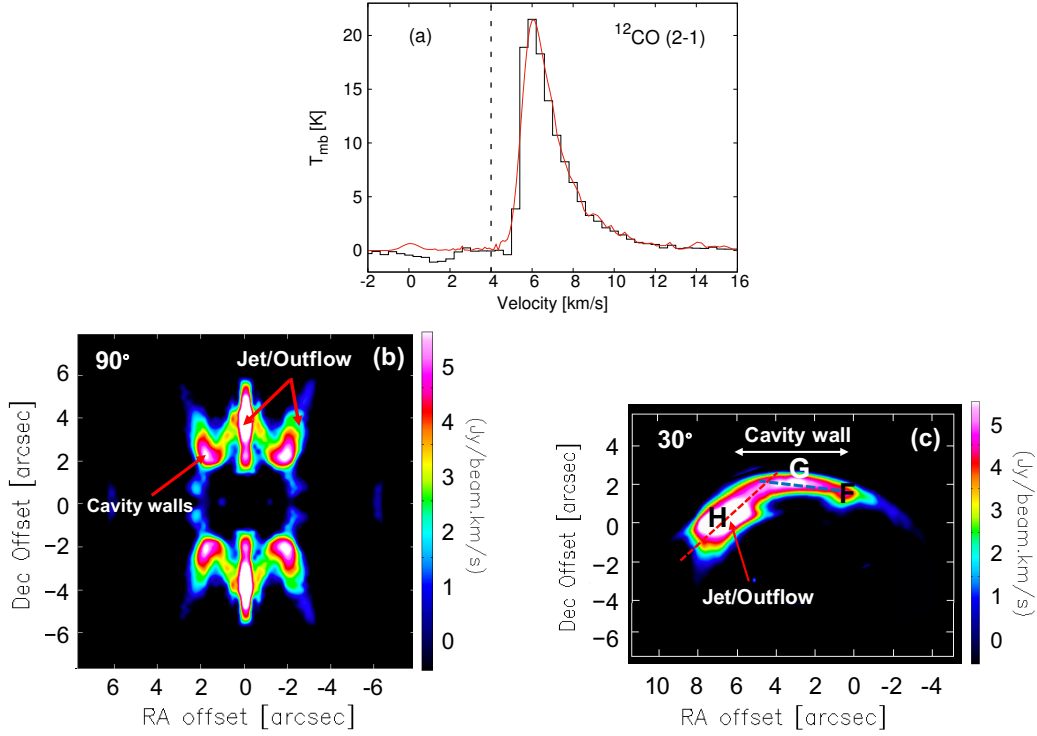 (a)
¹²CO (2-1)
T_mb [K]
20
15
10
5
0
-2 0 2 4 6 8 10 12 14 16
Velocity [km/s]
90°
Jet/Outflow
(b)
Cavity walls
6
4
2
0
−2
−4
−6
Dec Offset [arcsec]
6 4 2 0 −2 −4 −6
RA offset [arcsec]
5
4
3
2
1
0
(Jy/beam.km/s)
30°
Cavity wall
(c)
G
F
H
Jet/Outflow
4
2
0
−2
−4
−6
Dec Offset [arcsec]
10 8 6 4 2 0 −2 −4
RA offset [arcsec]
5
4
3
2
1
0
(Jy/beam.km/s)